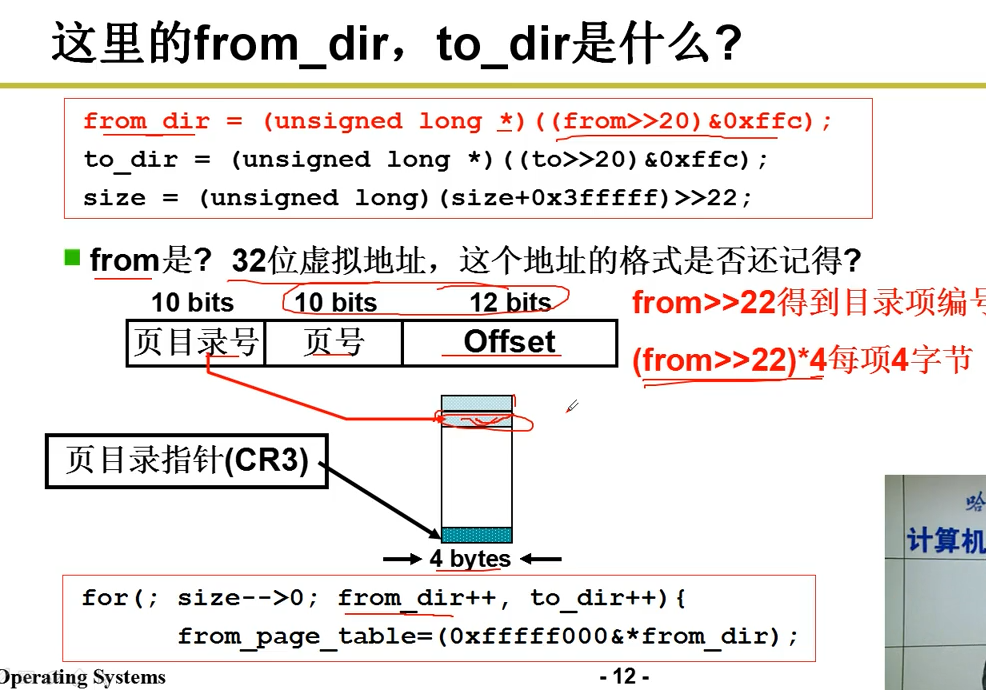 这里的from_dir，to_dir是什么?
from_dir = (unsigned long *)((from>>20)&0xffc);
to_dir = (unsigned long *)((to>>20)&0xffc);
size = (unsigned long)(size+0x3fffff)>>22;
from是? 32位虚拟地址，这个地址的格式是否还记得?
10 bits 10 bits 12 bits
页目录号 页号 Offset
from>>22得到目录项编号
(from>>22)*4每项4字节
页目录指针(CR3)
4 bytes
哈
计算机
for(; size-->0; from_dir++, to_dir++){
from_page_table=(0xfffff000&*from_dir);
Operating Systems
- 12 -